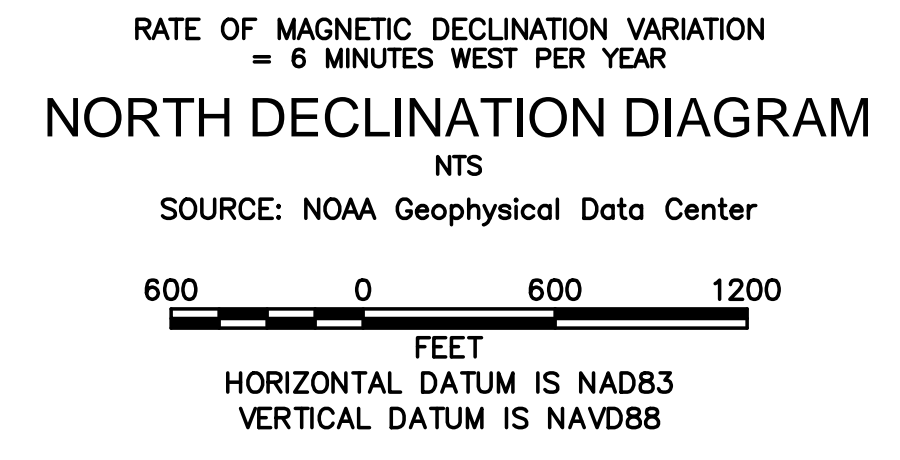 RATE OF MAGNETIC DECLINATION VARIATION
= 6 MINUTES WEST PER YEAR
NORTH DECLINATION DIAGRAM
NTS
SOURCE: NOAA Geophysical Data Center
600 0 600 1200
FEET
HORIZONTAL DATUM IS NAD83
VERTICAL DATUM IS NAVD88